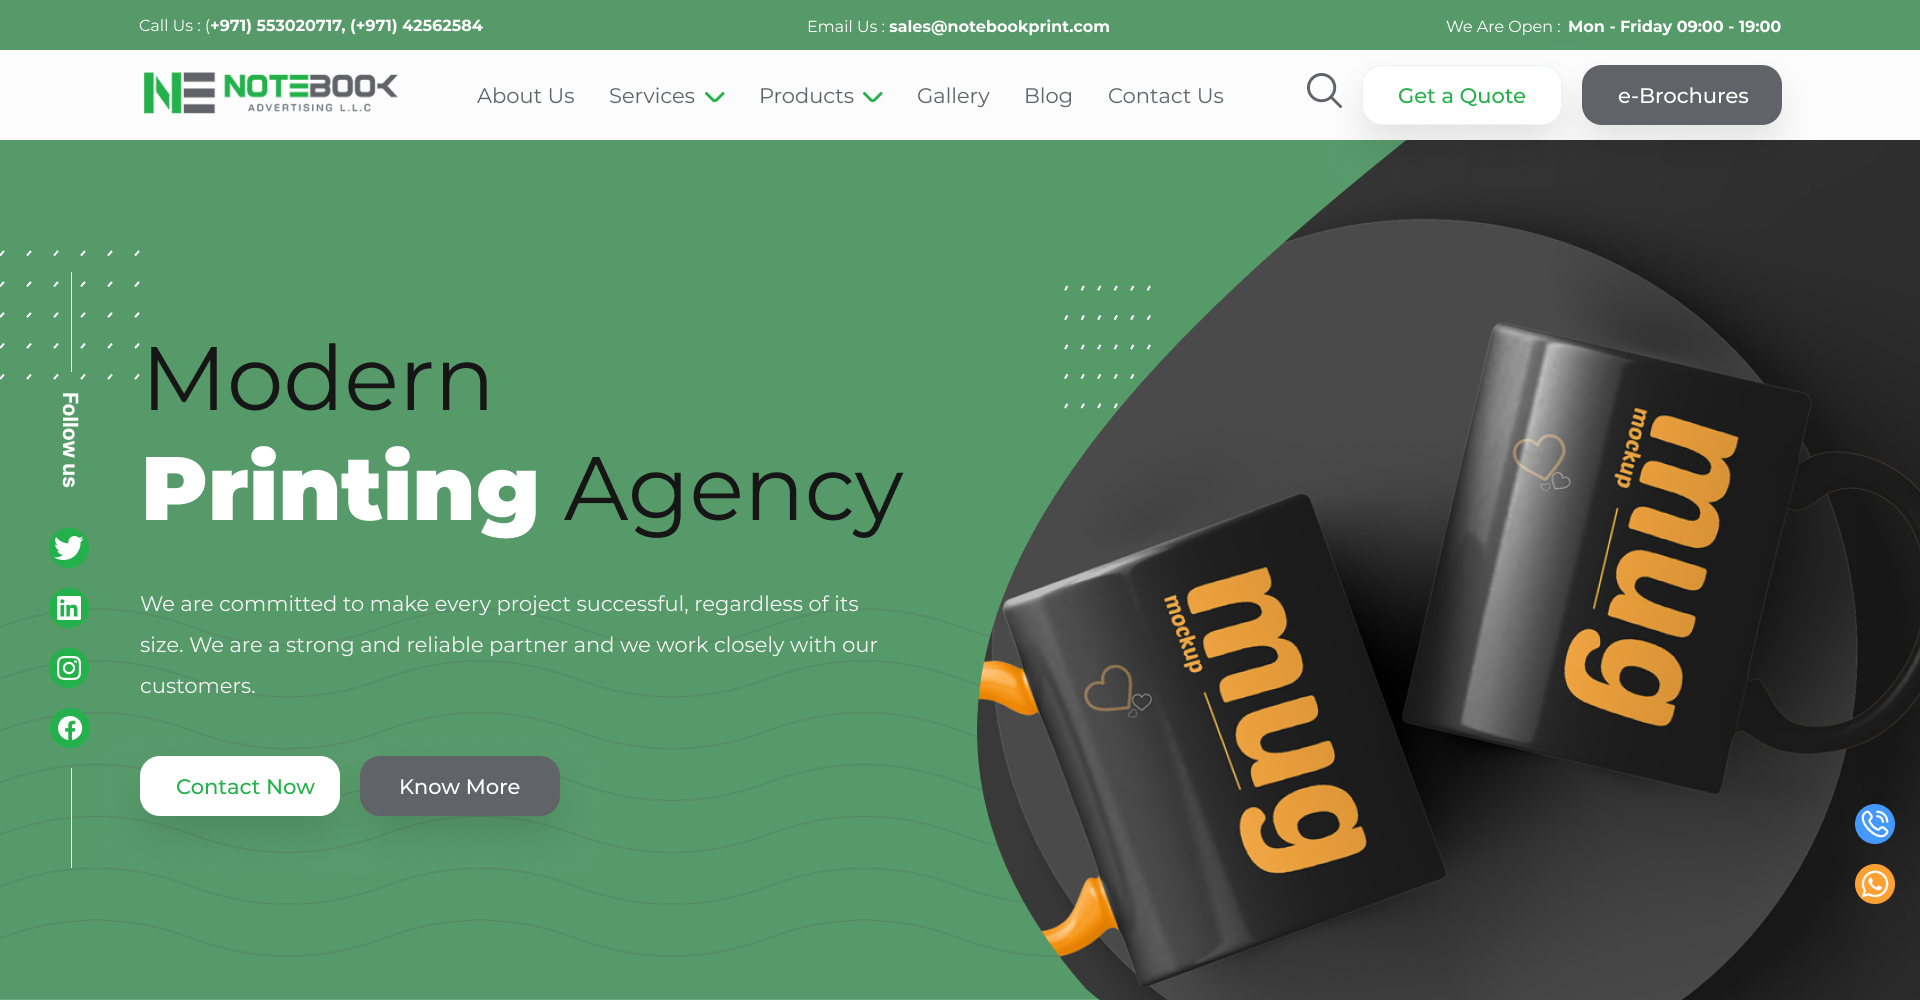 Call Us : (+971) 553020717, (+971) 42562584
Email Us : sales@notebookprint.com
We Are Open : Mon - Friday 09:00 - 19:00
NE NOTEBOOK
ADVERTISING L.L.C
About Us
Services
Products
Gallery
Blog
Contact Us
Get a Quote
e-Brochures
Follow us
Modern
Printing Agency
We are committed to make every project successful, regardless of its
size. We are a strong and reliable partner and we work closely with our
customers.
Contact Now
Know More
mockup
mug
mockup
mug